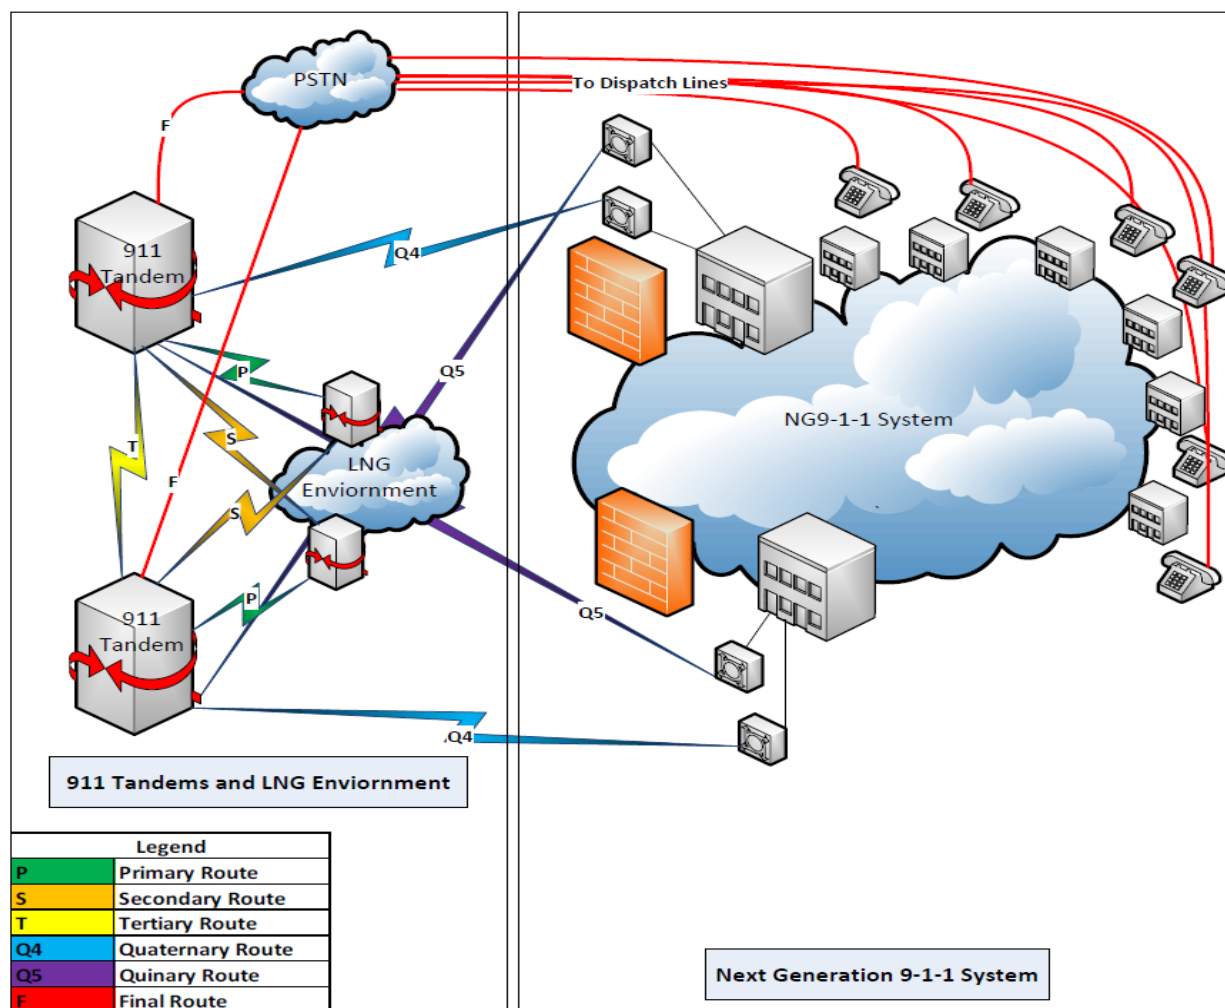 PSTN
To Dispatch Lines
F
911
Tandem
Q4
P
Q5
S
T
F
LNG
Enviornment
S
NG9-1-1 System
P
Q5
911
Tandem
Q4
911 Tandems and LNG Enviornment
Legend
P Primary Route
S Secondary Route
T Tertiary Route
Q4 Quaternary Route
Q5 Quinary Route
F Final Route
Next Generation 9-1-1 System